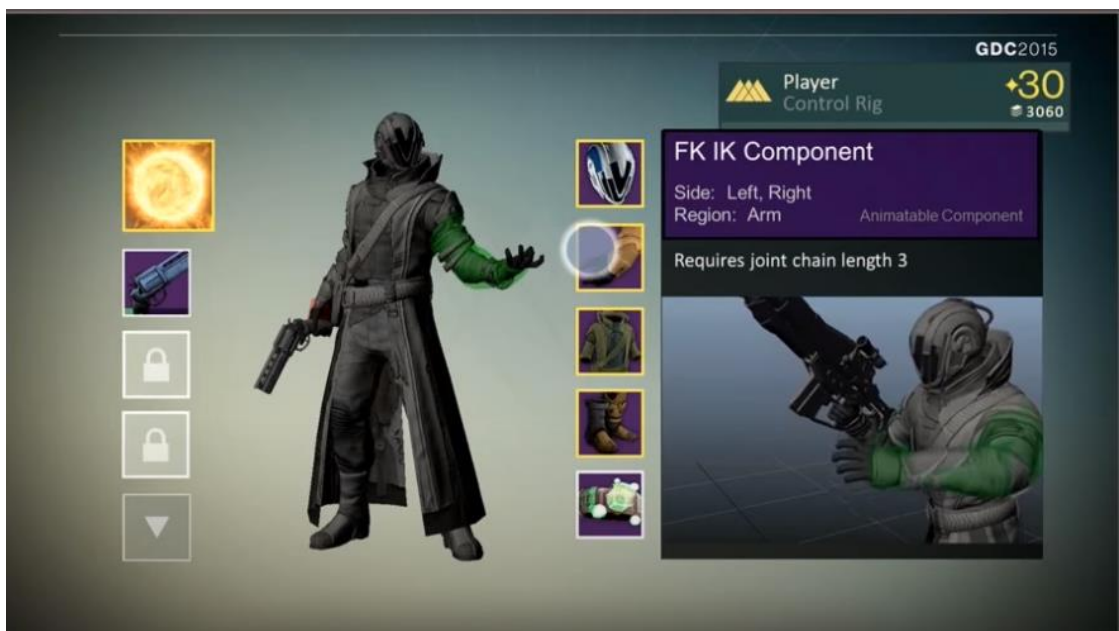 GDC2015
Player
Control Rig
30
3060
FK IK Component
Side: Left, Right
Region: Arm
Animatable Component
Requires joint chain length 3